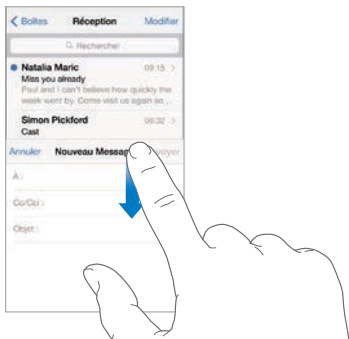 Boîtes Réception Modifier
Rechercher
Natalia Maric 09:15
Miss you already
Paul and I can't believe how quickly the
week went by. Come visit us again so...
Simon Pickford 08:32
Cast
Annuler Nouveau Messag
A :
Cc/Cci :
Objet :